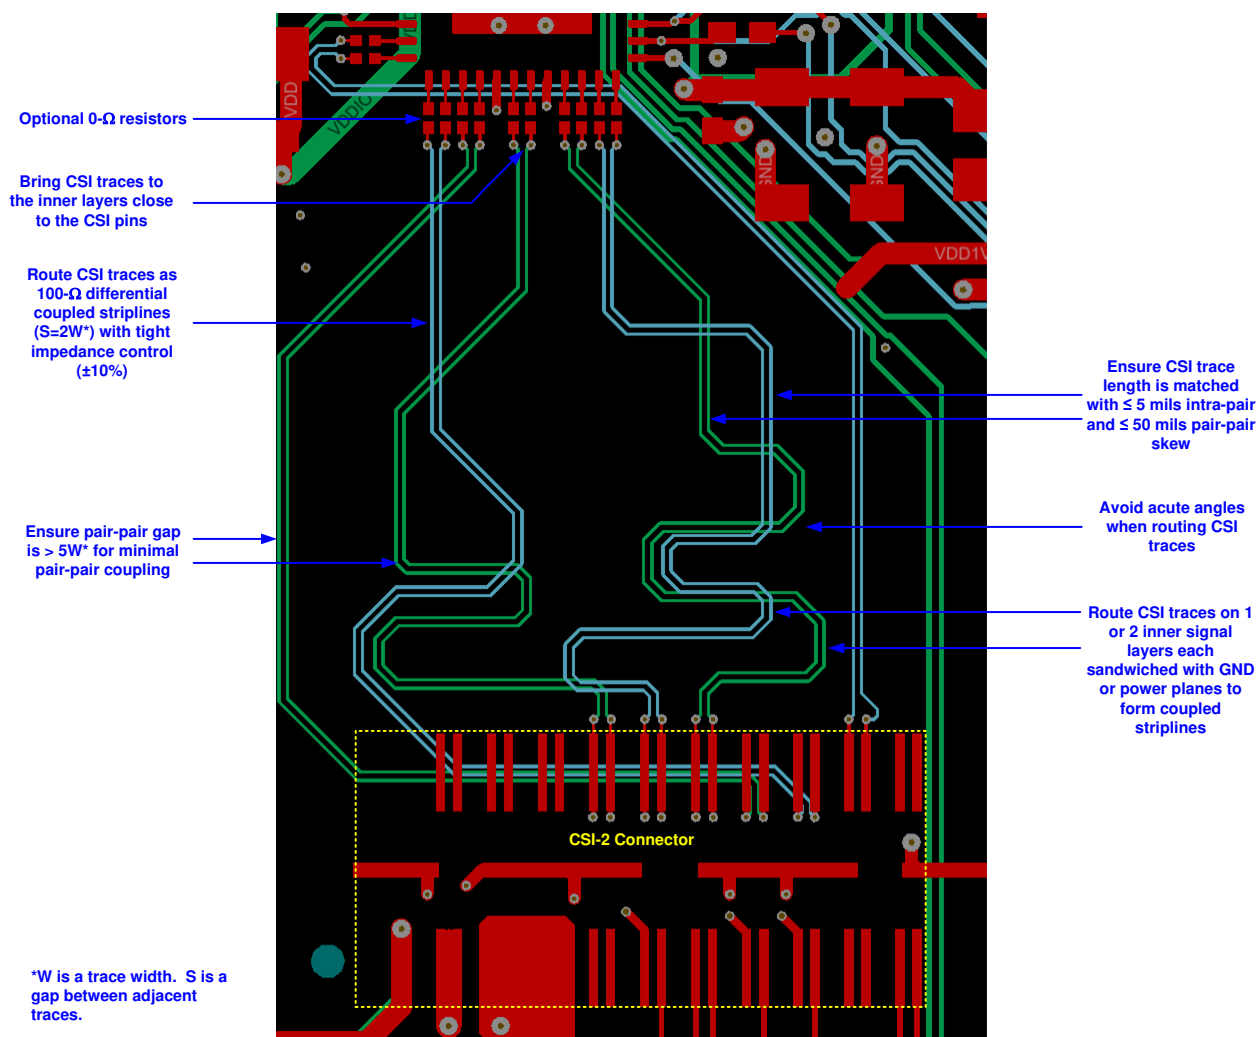 VDD
VDDIO
VDD
GND
GND
VDD1V
Optional 0-Ω resistors
Bring CSI traces to
the inner layers close
to the CSI pins
Route CSI traces as
100-Ω differential
coupled striplines
(S=2W*) with tight
impedance control
(±10%)
Ensure pair-pair gap
is > 5W* for minimal
pair-pair coupling
Ensure CSI trace
length is matched
with ≤ 5 mils intra-pair
and ≤ 50 mils pair-pair
skew
Avoid acute angles
when routing CSI
traces
Route CSI traces on 1
or 2 inner signal
layers each
sandwiched with GND
or power planes to
form coupled
striplines
CSI-2 Connector
*W is a trace width. S is a
gap between adjacent
traces.